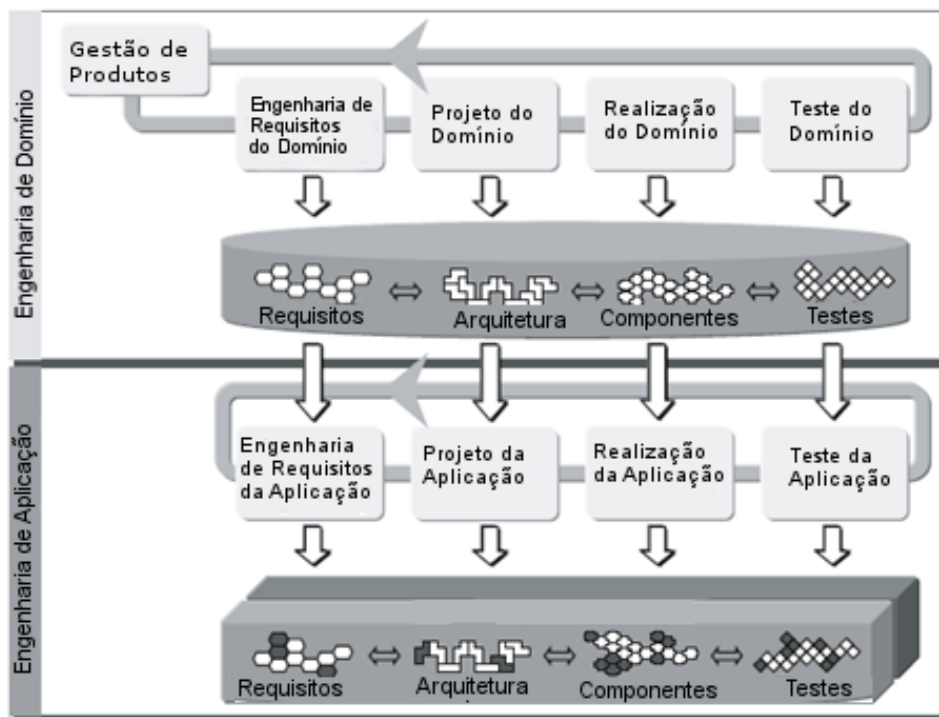 Engenharia de Domínio
Gestão de
Produtos
Engenharia de
Requisitos
do Domínio
Projeto do
Domínio
Realização
do Domínio
Teste do
Domínio
Requisitos
Arquitetura
Componentes
Testes
Engenharia de Aplicação
Engenharia
de Requisitos
da Aplicação
Projeto da
Aplicação
Realização
da Aplicação
Teste da
Aplicação
Requisitos
Arquitetura
Componentes
Testes